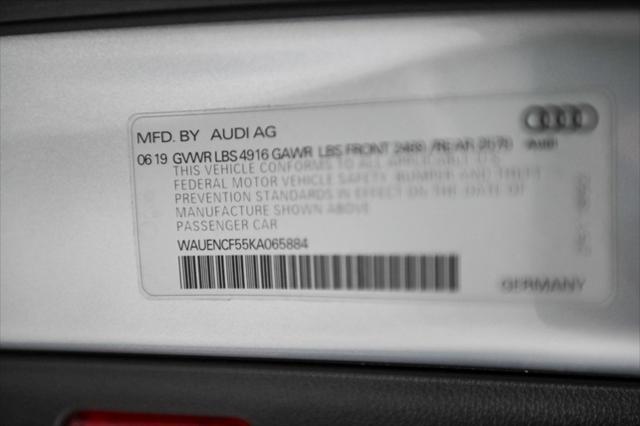 MFD. BY AUDI AG
06 19 GVWR LBS 4916 GAWR LBS FRONT /REAR Audi
THIS VEHICLE CONFORMS TO ALL APPLICABLE U.S.
FEDERAL MOTOR VEHICLE SAFETY, BUMPER AND THEFT
PREVENTION STANDARDS IN EFFECT ON THE DATE OF
MANUFACTURE SHOWN ABOVE
PASSENGER CAR
WAUENCF55KA065884
GERMANY